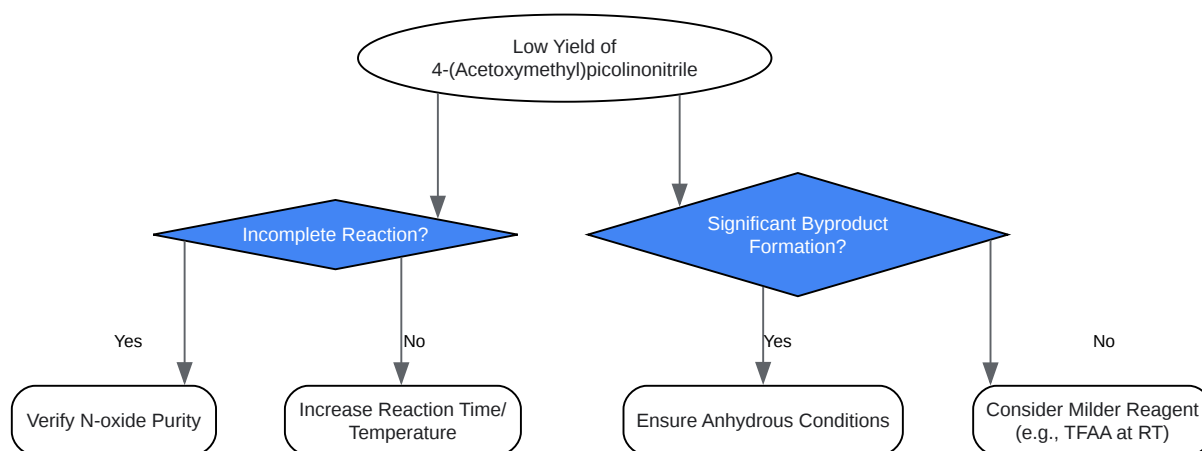 Low Yield of
4-(Acetoxymethyl)picolinonitrile
Incomplete Reaction?
Significant Byproduct
Formation?
Yes
No
Yes
No
Verify N-oxide Purity
Increase Reaction Time/
Temperature
Ensure Anhydrous Conditions
Consider Milder Reagent
(e.g., TFAA at RT)